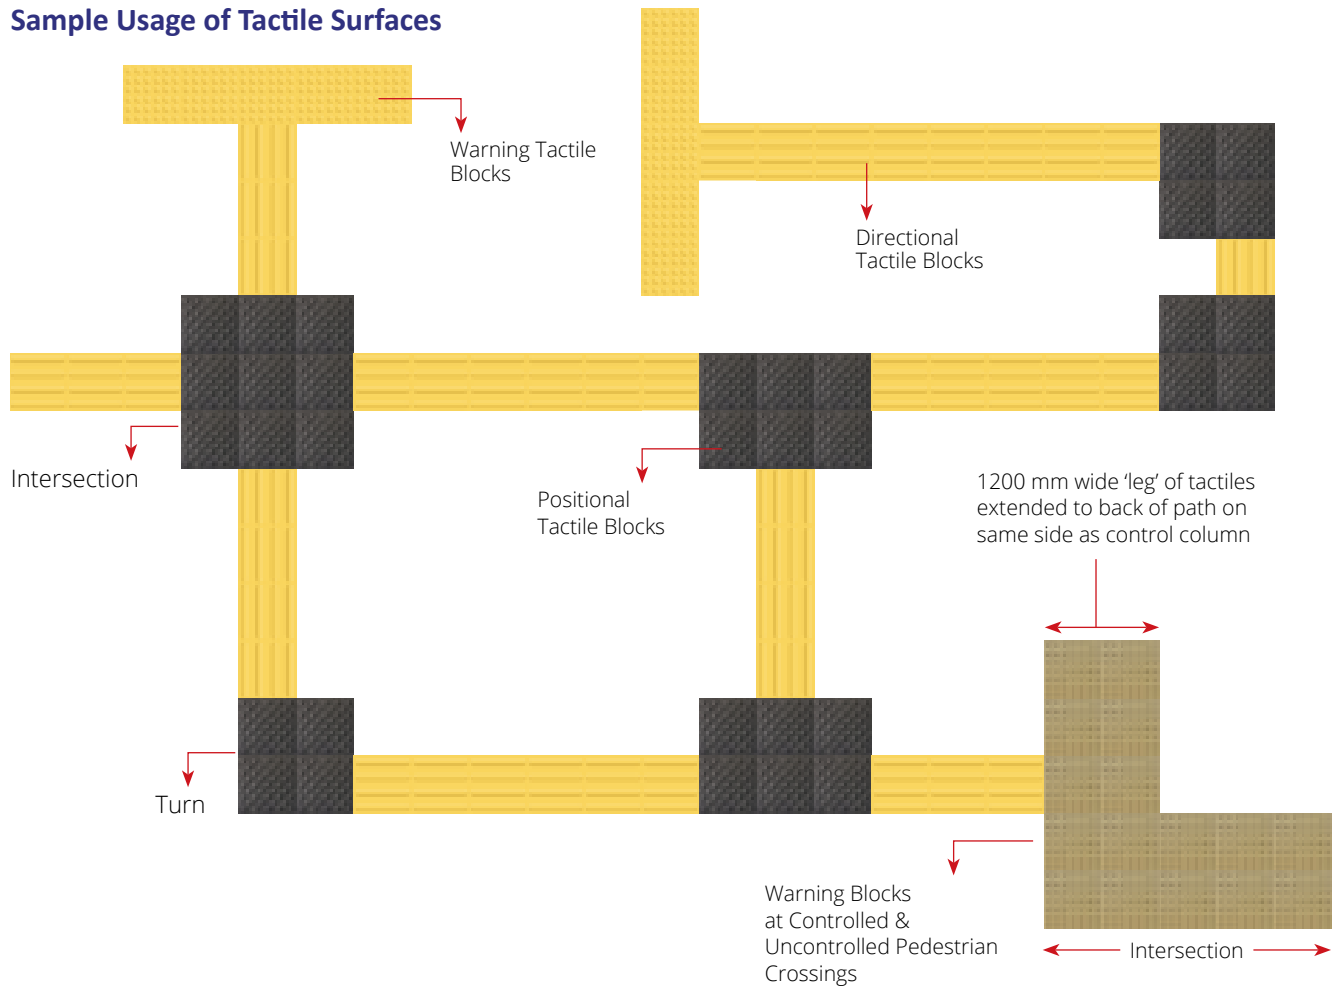 Sample Usage of Tactile Surfaces
Warning Tactile
Blocks
Directional
Tactile Blocks
Intersection
Positional
Tactile Blocks
1200 mm wide ‘leg’ of tactiles
extended to back of path on
same side as control column
Turn
Warning Blocks
at Controlled &
Uncontrolled Pedestrian
Crossings
Intersection